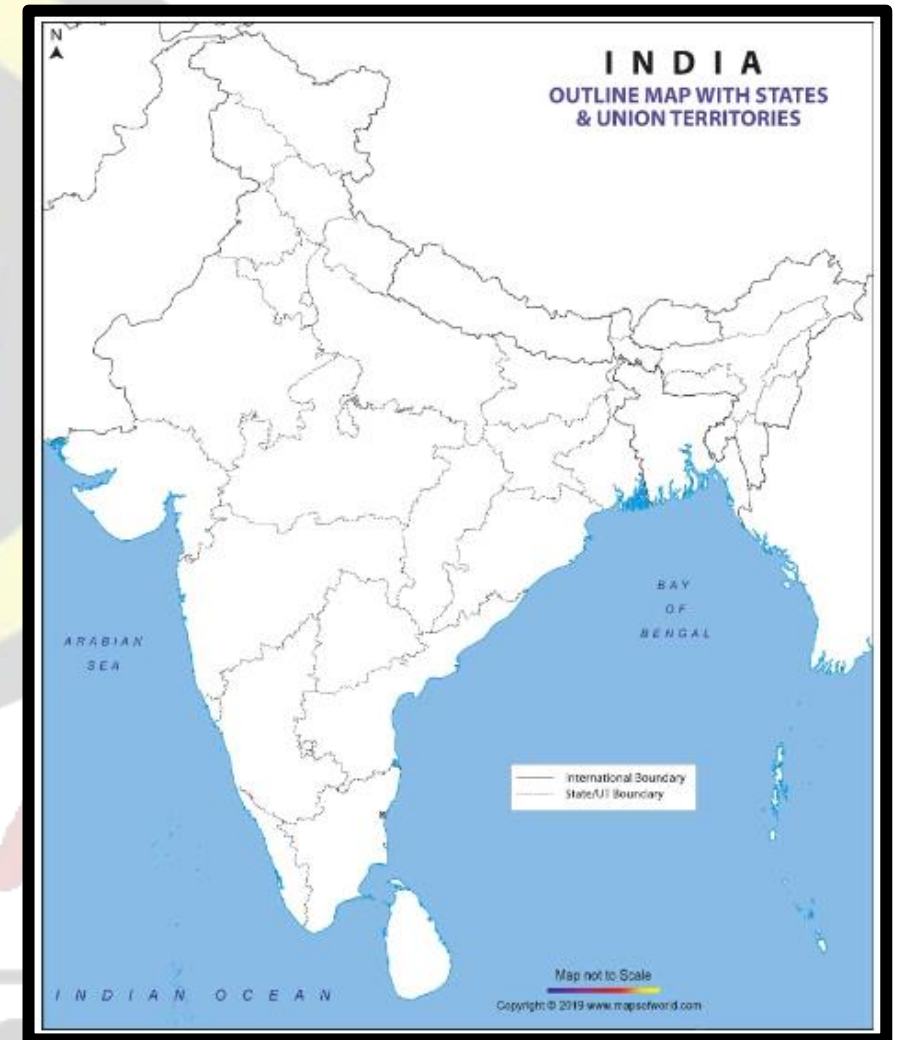 N
INDIA
OUTLINE MAP WITH STATES
& UNION TERRITORIES
ARABIAN
SEA
BAY
OF
BENGAL
International Boundary
State/UT Boundary
INDIAN OCEAN
Map not to Scale
Copyright © 2019 www.mapsofworld.com